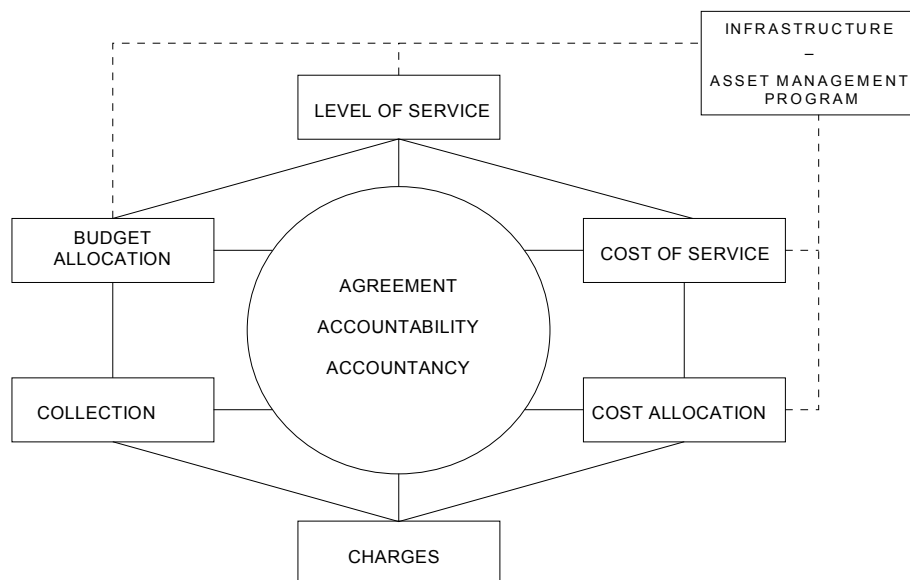 INFRASTRUCTURE
–
ASSET MANAGEMENT
PROGRAM
LEVEL OF SERVICE
BUDGET
ALLOCATION
COST OF SERVICE
AGREEMENT
ACCOUNTABILITY
ACCOUNTANCY
COLLECTION
COST ALLOCATION
CHARGES